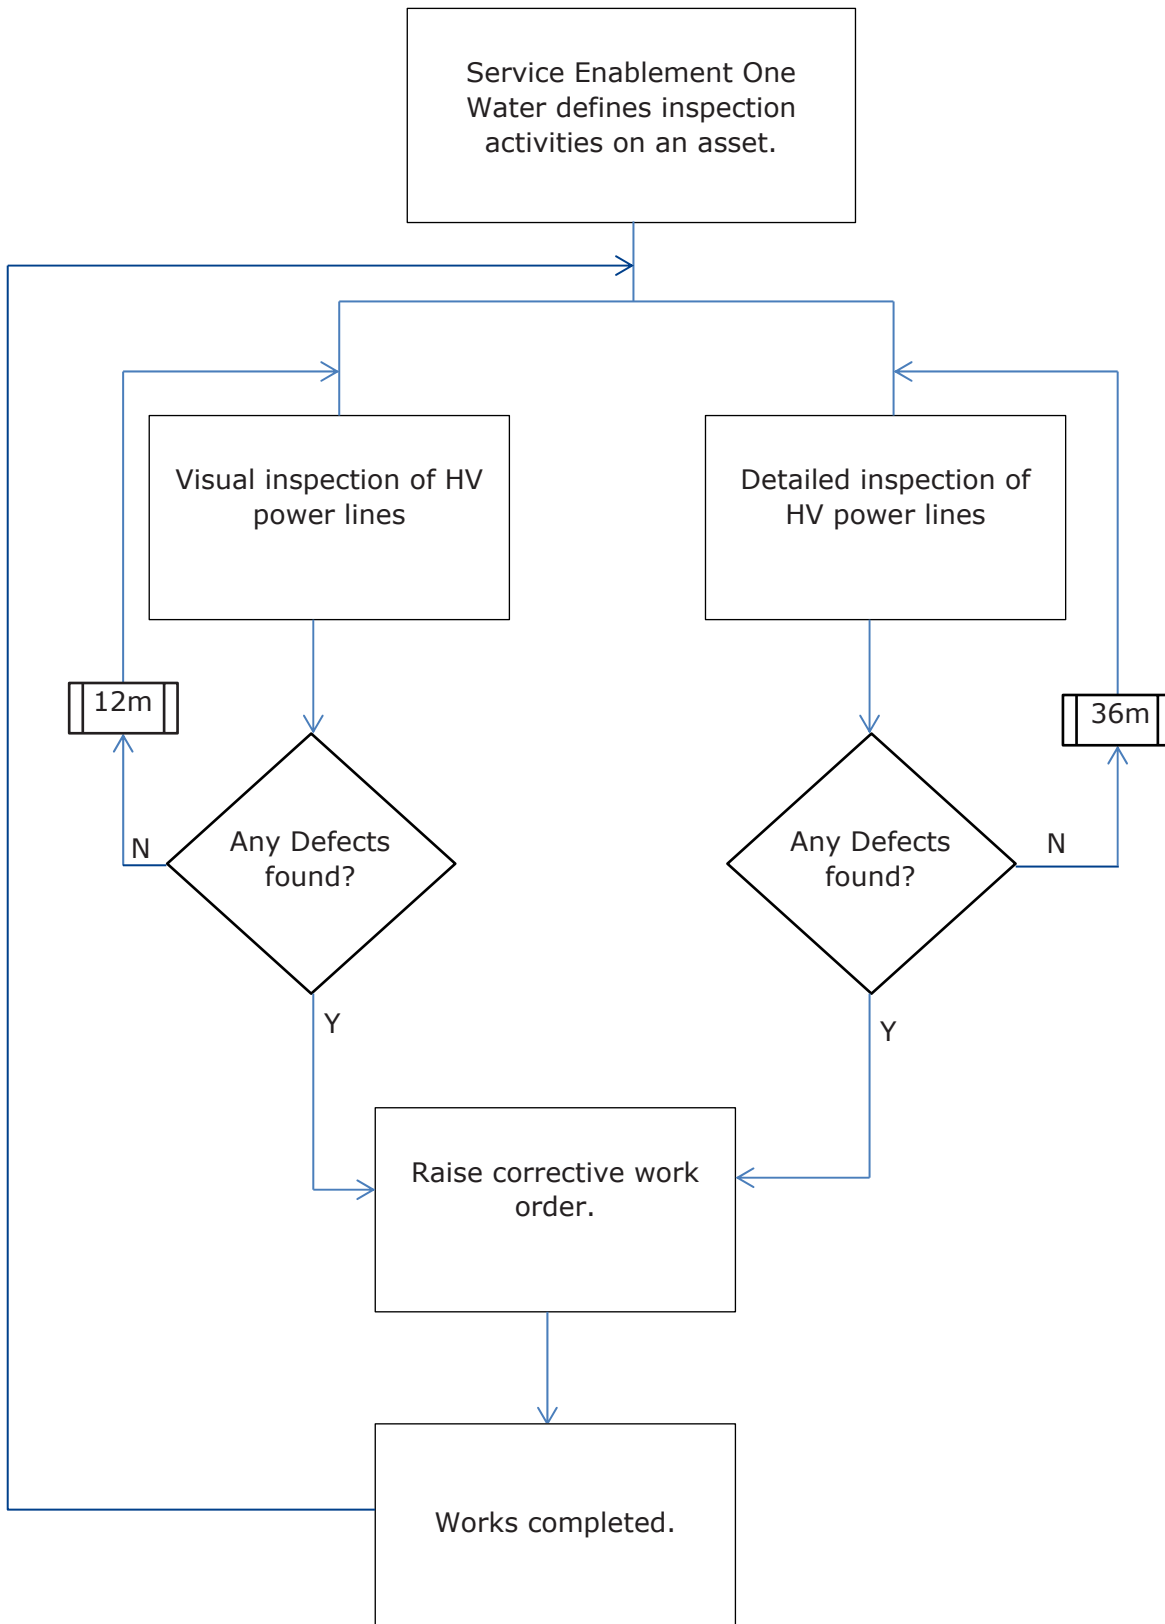 Service Enablement One
Water defines inspection
activities on an asset.
Visual inspection of HV
power lines
Detailed inspection of
HV power lines
12m
36m
N
Any Defects
found?
Any Defects
found?
N
Y
Y
Raise corrective work
order.
Works completed.